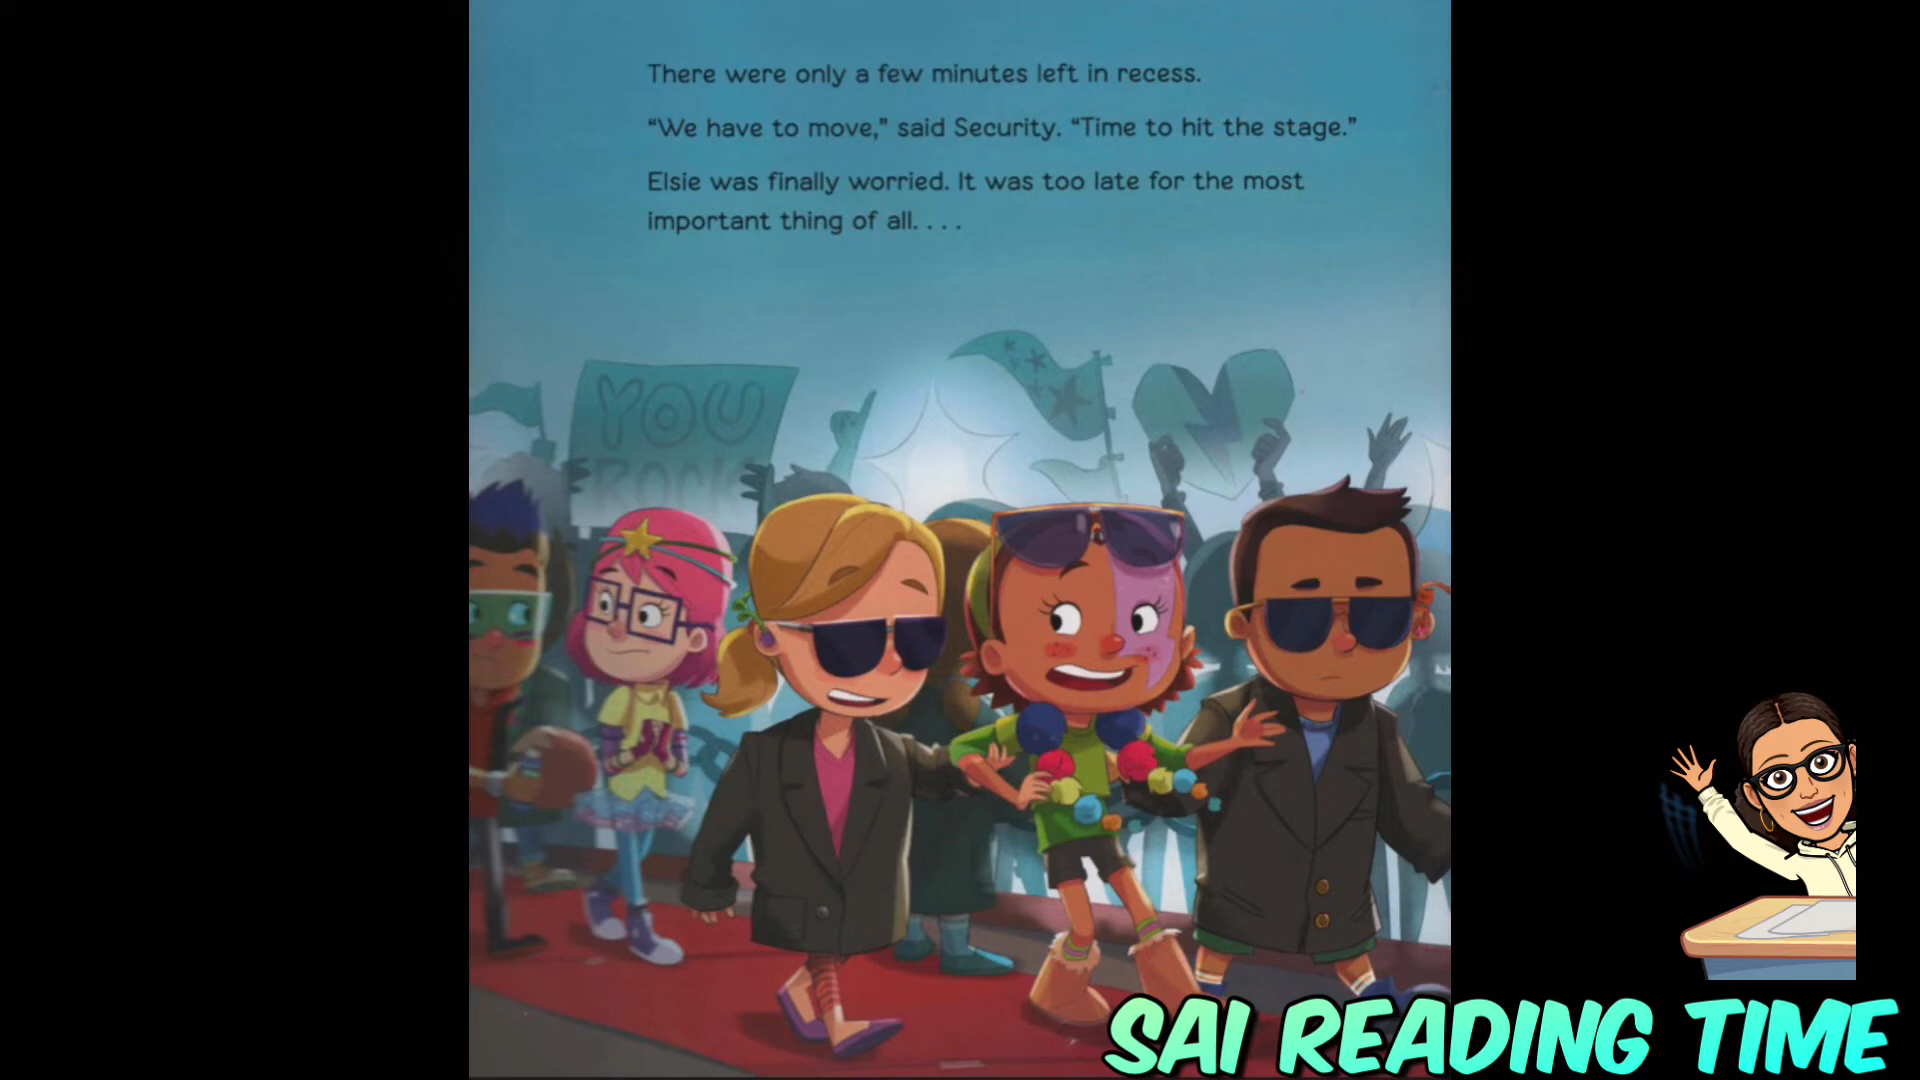 There were only a few minutes left in recess.
“We have to move,” said Security. “Time to hit the stage.”
Elsie was finally worried. It was too late for the most
important thing of all. . . .
YOU
ROCK
SAI READING TIME